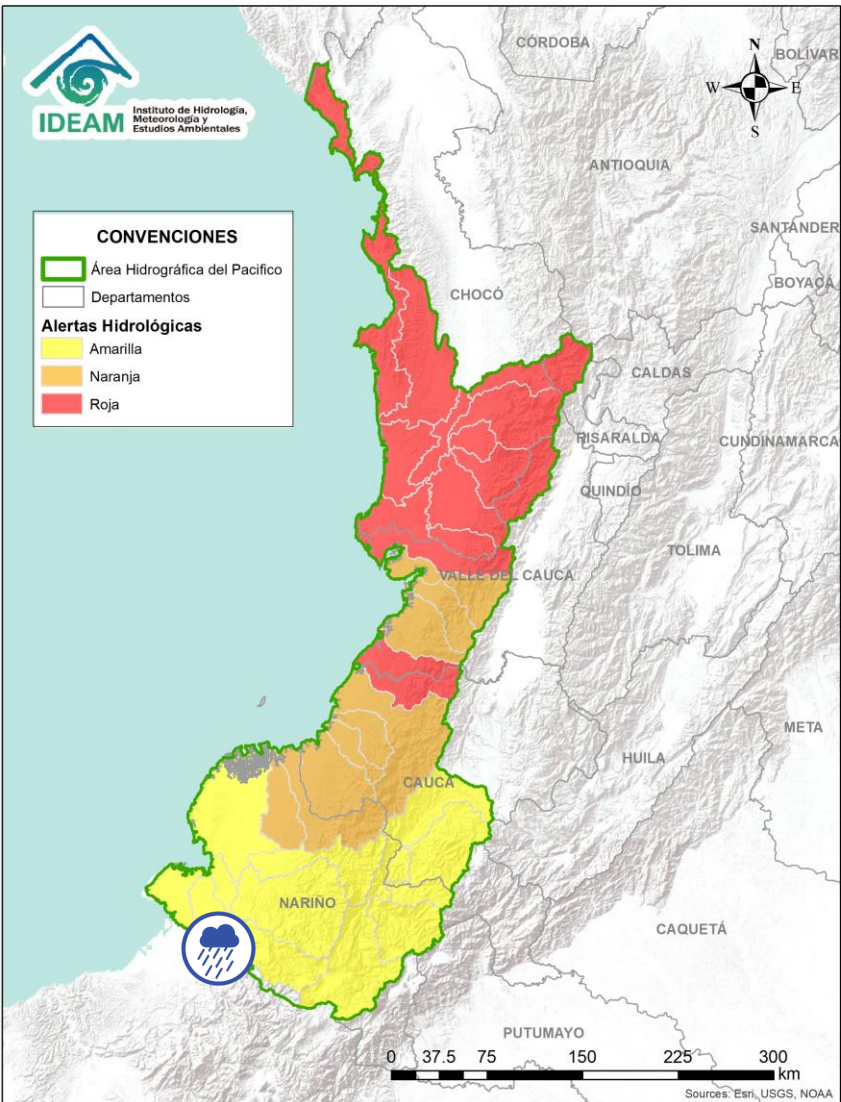 IDEAM
Instituto de Hidrología,
Meteorología y
Estudios Ambientales
N
W
E
S
CÓRDOBA
BOLÍVAR
ANTIOQUIA
SANTANDER
BOYACÁ
CONVENCIONES
Área Hidrográfica del Pacifico
Departamentos
Alertas Hidrológicas
Amarilla
Naranja
Roja
CHOCÓ
CALDAS
RISARALDA
CUNDINAMARCA
QUINDÍO
TOLIMA
VALLE DEL CAUCA
META
HUILA
CAUCA
NARIÑO
CAQUETÁ
PUTUMAYO
0 37.5 75 150 225 300
km
Sources: Esri, USGS, NOAA